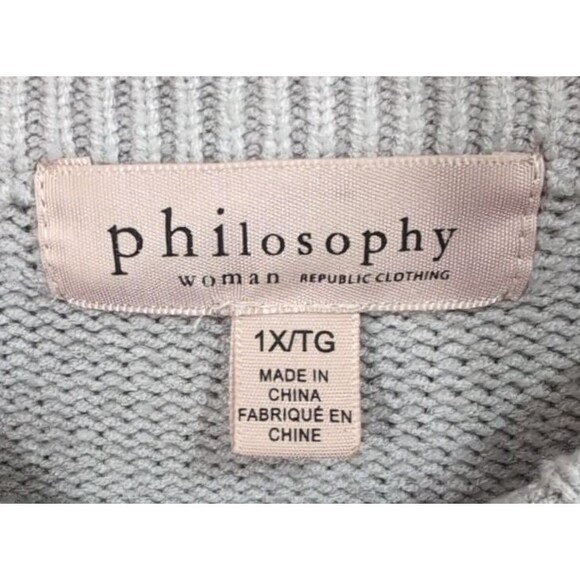 philosophy
woman REPUBLIC CLOTHING
1X/TG
MADE IN
CHINA
FABRIQUÉ EN
CHINE